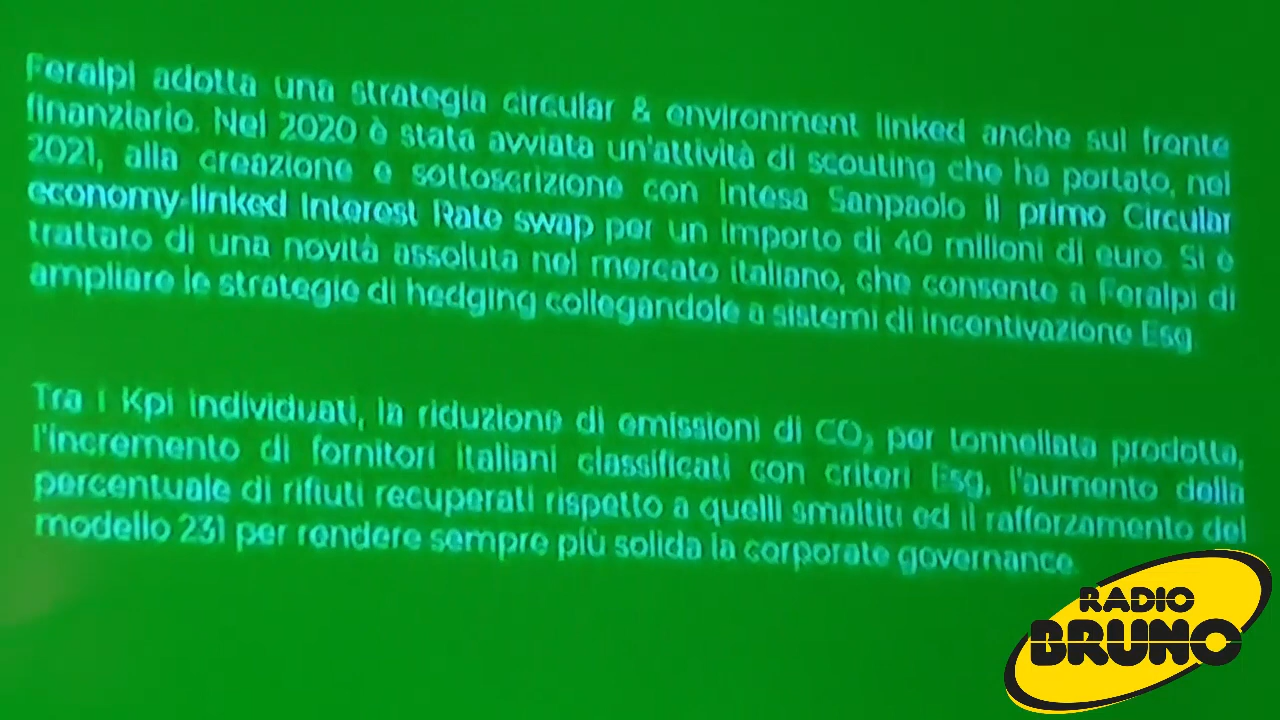 Feralpi adotta una strategia circular & environment linked anche sul fronte
finanziario. Nel 2020 è stata avviata un'attività di scouting che ha portato, nel
2021, alla creazione e sottoscrizione con Intesa Sanpaolo il primo Circular
economy-linked Interest Rate swap per un importo di 40 milioni di euro. Si è
trattato di una novità assoluta nel mercato italiano, che consente a Feralpi di
ampliare le strategie di hedging collegandole a sistemi di incentivazione Esg.
Tra i Kpi individuati, la riduzione di emissioni di CO₂ per tonnellata prodotta,
l'incremento di fornitori italiani classificati con criteri Esg, l'aumento della
percentuale di rifiuti recuperati rispetto a quelli smaltiti ed il rafforzamento del
modello 231 per rendere sempre più solida la corporate governance.
RADIO
BRUNO